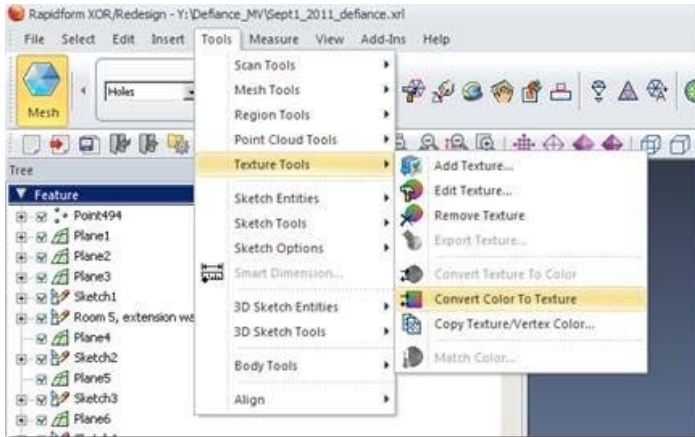 Rapidform XOR/Redesign - Y:\Defiance_MV\Sept1_2011_defiance.xrl
File Select Edit Insert Tools Measure View Add-Ins Help
Mesh
Holes
Scan Tools
Mesh Tools
Region Tools
Point Cloud Tools
Texture Tools
Sketch Entities
Sketch Tools
Sketch Options
Smart Dimension...
3D Sketch Entities
3D Sketch Tools
Body Tools
Align
Add Texture...
Edit Texture...
Remove Texture
Export Texture...
Convert Texture To Color
Convert Color To Texture
Copy Texture/Vertex Color...
Match Color...
Tree
Feature
Point494
Plane1
Plane2
Plane3
Sketch1
Room 5, extension wa
Plane4
Sketch2
Plane5
Sketch3
Plane6